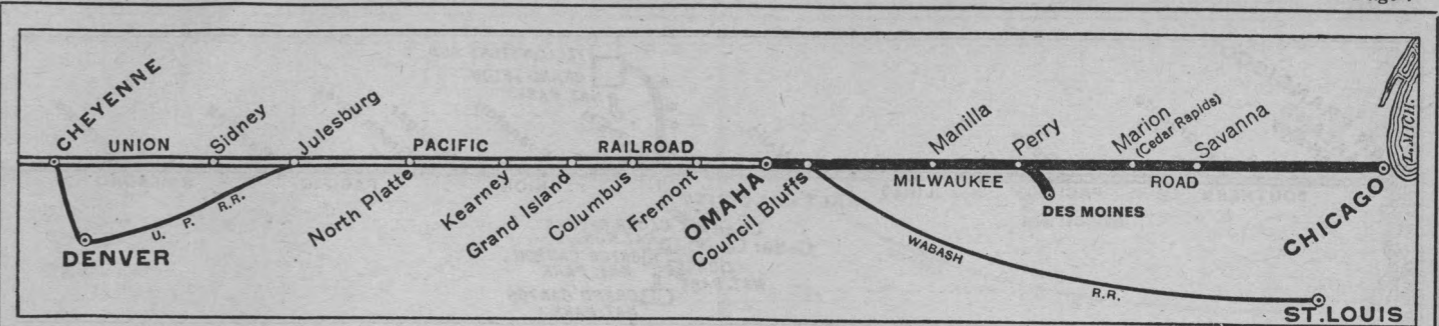 CHEYENNE
UNION
Sidney
Julesburg
PACIFIC
RAILROAD
Manilla
Perry
Marion
(Cedar Rapids)
Savanna
L. MICH.
North Platte
Kearney
Grand Island
Columbus
Fremont
OMAHA
Council Bluffs
MILWAUKEE
ROAD
DES MOINES
CHICAGO
U. P. R.R.
DENVER
WABASH
R.R.
ST. LOUIS